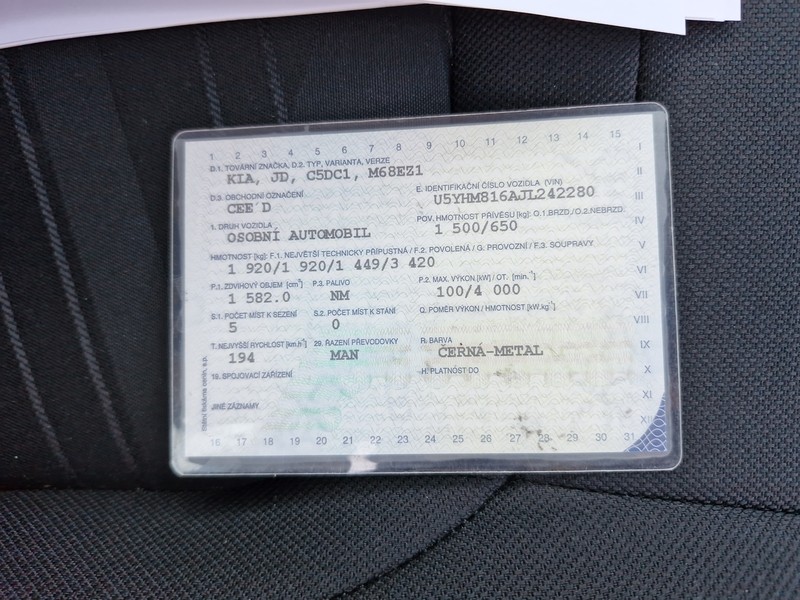 1 2 3 4 5 6 7 8 9 10 11 12 13 14 15
I
D.1. TOVÁRNÍ ZNAČKA, D.2. TYP, VARIANTA, VERZE
KIA, JD, C5DC1, M68EZ1
II
D.3. OBCHODNÍ OZNAČENÍ
CEE´D
E. IDENTIFIKAČNÍ ČÍSLO VOZIDLA (VIN)
U5YHM816AJL242280
III
1. DRUH VOZIDLA
OSOBNÍ AUTOMOBIL
POV. HMOTNOST PŘÍVĚSU [kg]: O.1.BRZD./O.2.NEBRZD.
1 500/650
IV
HMOTNOST [kg]: F.1. NEJVĚTŠÍ TECHNICKY PŘÍPUSTNÁ / F.2. POVOLENÁ / G. PROVOZNÍ / F.3. SOUPRAVY
1 920/1 920/1 449/3 420
V
P.1. ZDVIHOVÝ OBJEM [cm³]
1 582.0
P.3. PALIVO
NM
P.2. MAX. VÝKON [kW] / OT. [min.⁻¹]
100/4 000
VI
VII
S.1. POČET MÍST K SEZENÍ
5
S.2. POČET MÍST K STÁNÍ
0
Q. POMĚR VÝKON / HMOTNOST [kW.kg⁻¹]
VIII
T. NEJVYŠŠÍ RYCHLOST [km.h⁻¹]
194
29. ŘAZENÍ PŘEVODOVKY
MAN
R. BARVA
ČERNÁ-METAL
IX
19. SPOJOVACÍ ZAŘÍZENÍ
H. PLATNOST DO
X
XI
JINÉ ZÁZNAMY
XII
Státní tiskárna cenin, s.p.
16 17 18 19 20 21 22 23 24 25 26 27 28 29 30 31